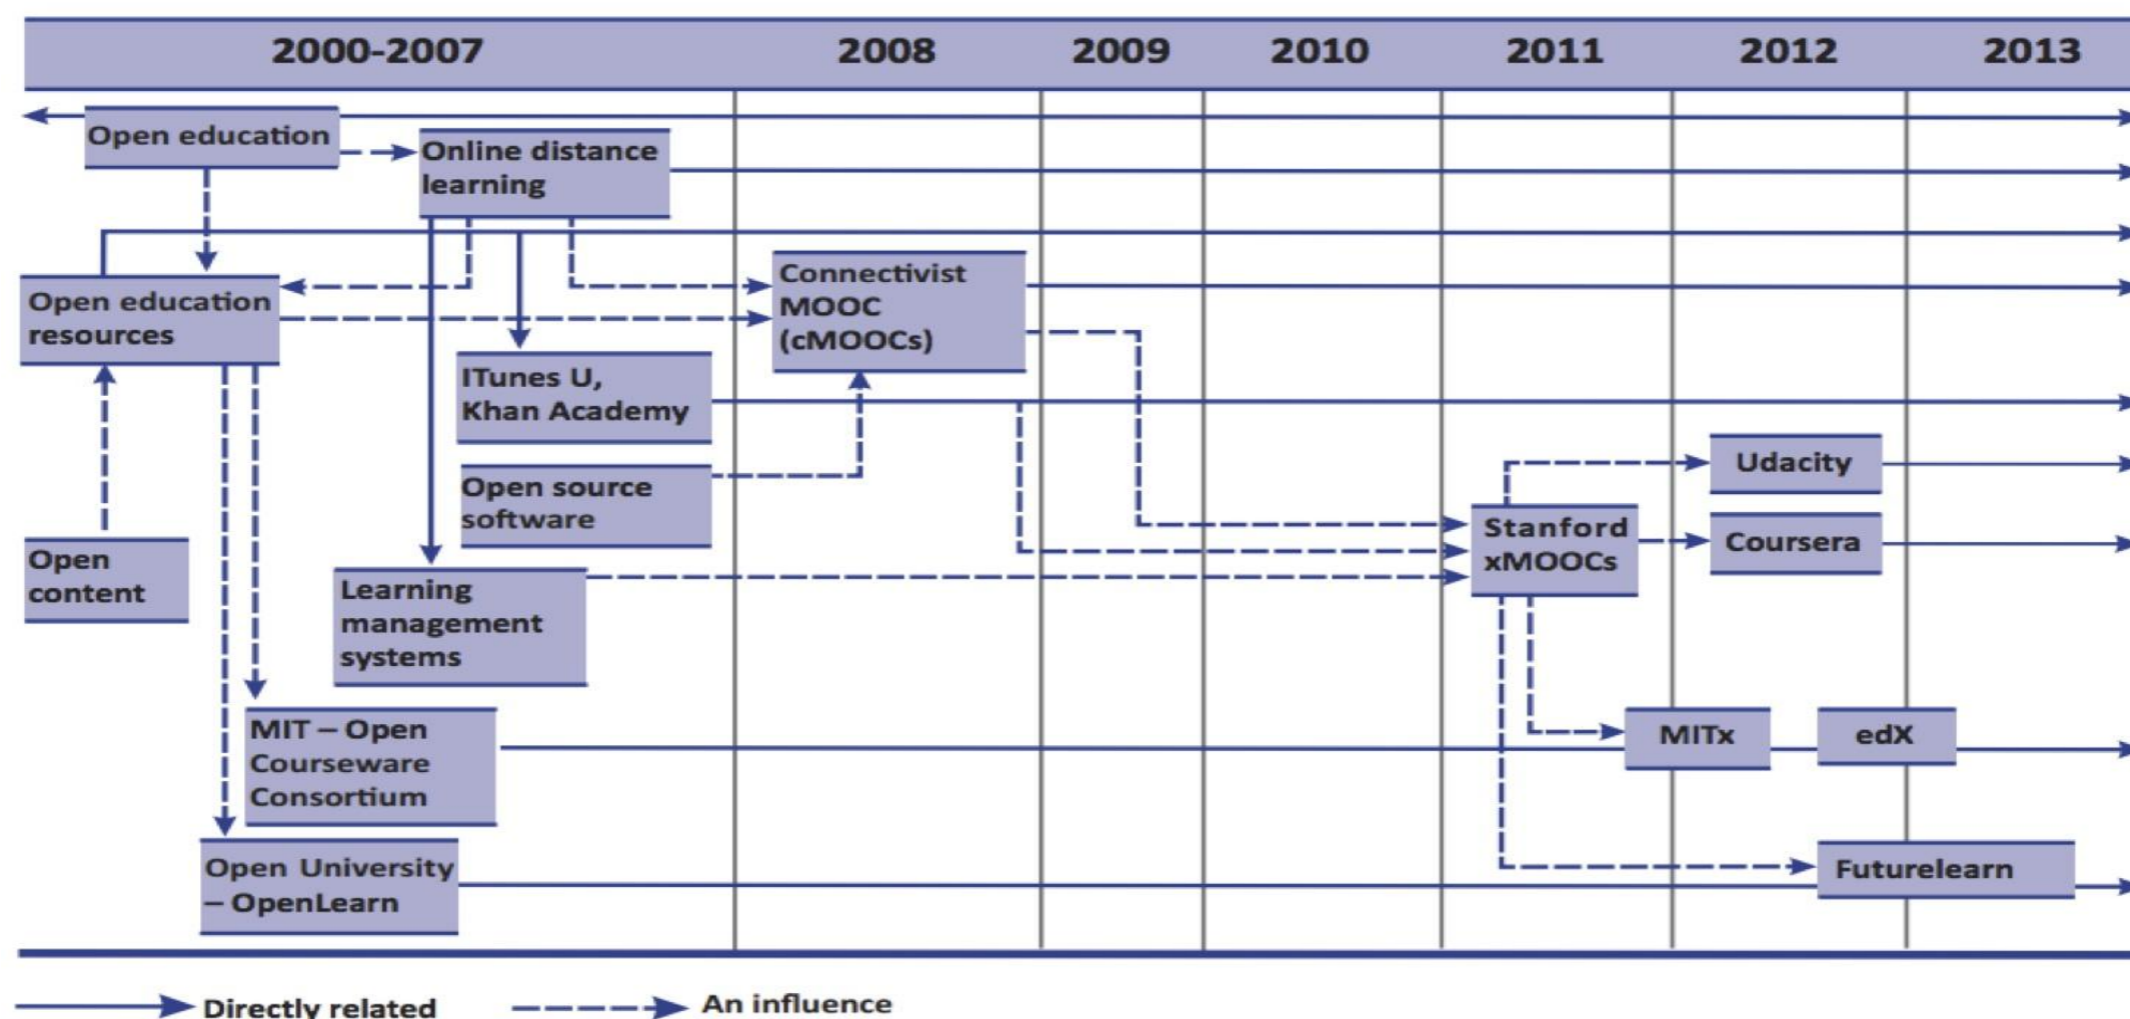 2000-2007 2008 2009 2010 2011 2012 2013
Open education
Online distance
learning
Open education
resources
Connectivist
MOOC
(cMOOCs)
ITunes U,
Khan Academy
Open source
software
Udacity
Stanford
xMOOCs
Coursera
Open
content
Learning
management
systems
MIT – Open
Courseware
Consortium
MITx
edX
Open University
– OpenLearn
Futurelearn
Directly related
An influence